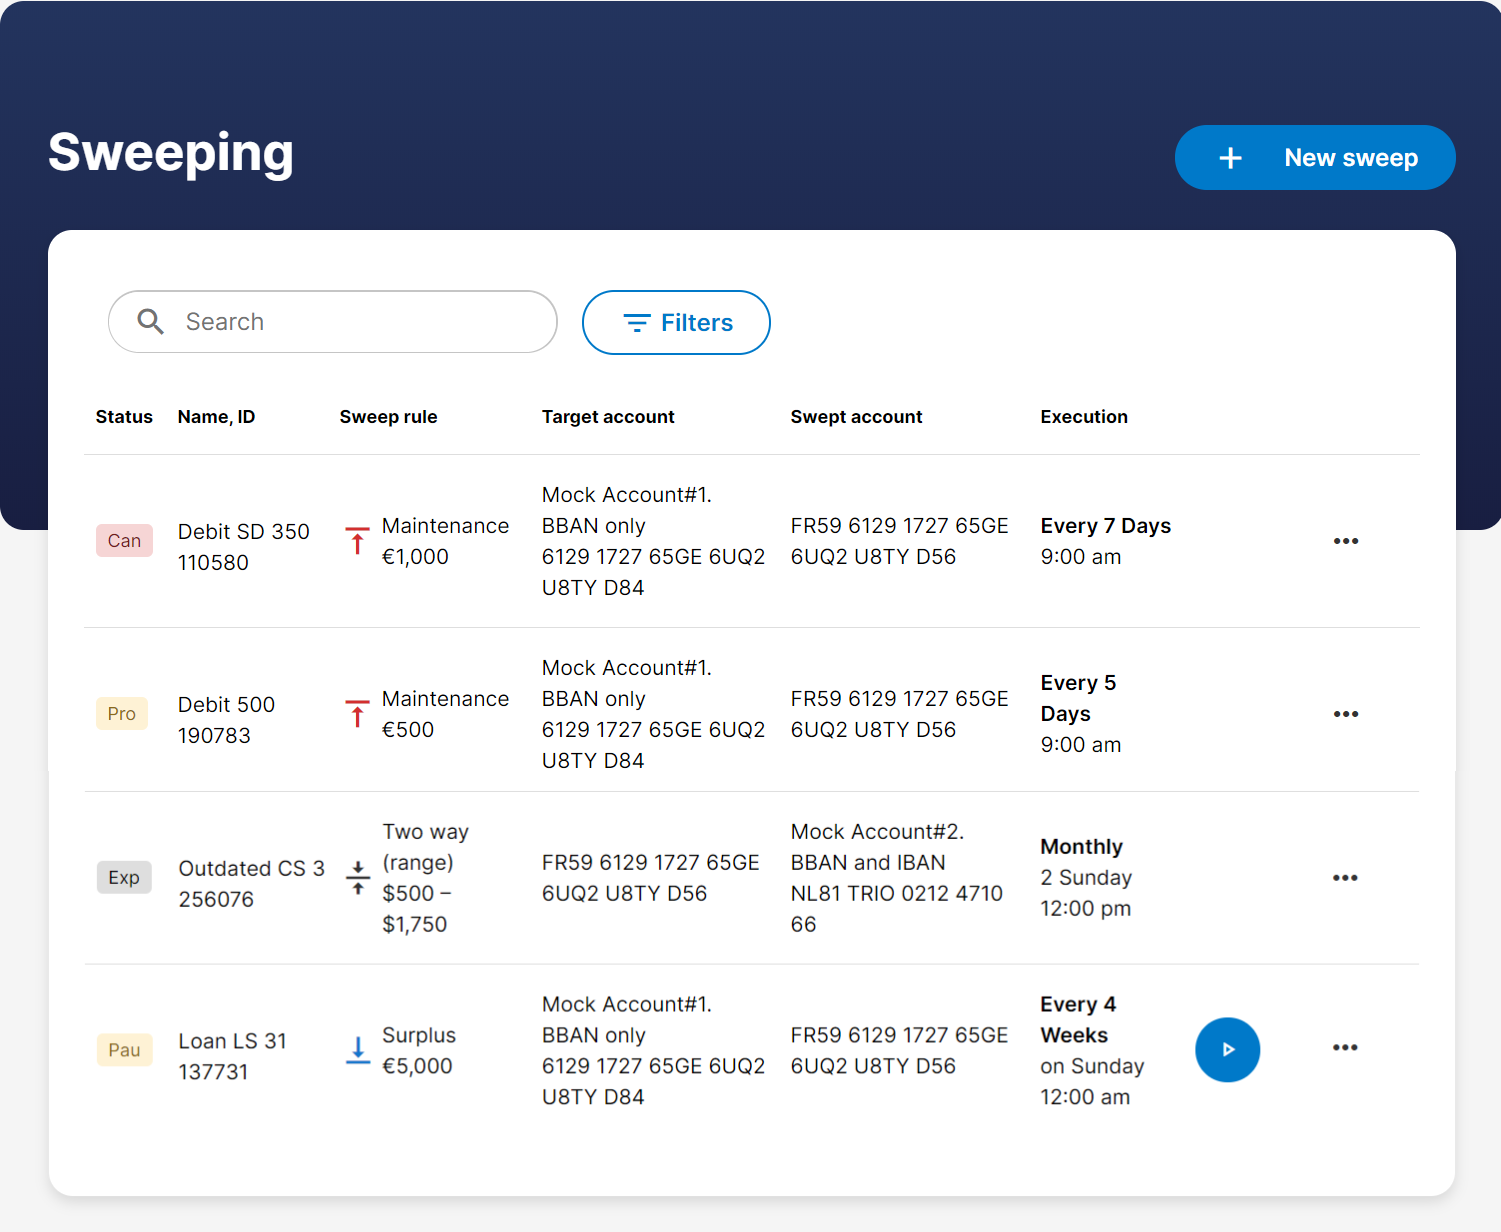 Sweeping
+ New sweep
Search
Filters
Status Name, ID Sweep rule Target account Swept account Execution
Can
Debit SD 350
110580
Maintenance
€1,000
Mock Account#1.
BBAN only
6129 1727 65GE 6UQ2
U8TY D84
FR59 6129 1727 65GE
6UQ2 U8TY D56
Every 7 Days
9:00 am
Pro
Debit 500
190783
Maintenance
€500
Mock Account#1.
BBAN only
6129 1727 65GE 6UQ2
U8TY D84
FR59 6129 1727 65GE
6UQ2 U8TY D56
Every 5
Days
9:00 am
Exp
Outdated CS 3
256076
Two way
(range)
$500 –
$1,750
FR59 6129 1727 65GE
6UQ2 U8TY D56
Mock Account#2.
BBAN and IBAN
NL81 TRIO 0212 4710
66
Monthly
2 Sunday
12:00 pm
Pau
Loan LS 31
137731
Surplus
€5,000
Mock Account#1.
BBAN only
6129 1727 65GE 6UQ2
U8TY D84
FR59 6129 1727 65GE
6UQ2 U8TY D56
Every 4
Weeks
on Sunday
12:00 am